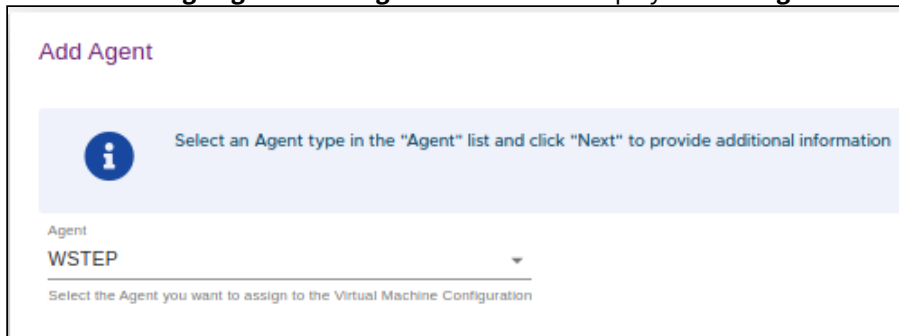 Add Agent
Select an Agent type in the "Agent" list and click "Next" to provide additional information
Agent
WSTEP
Select the Agent you want to assign to the Virtual Machine Configuration